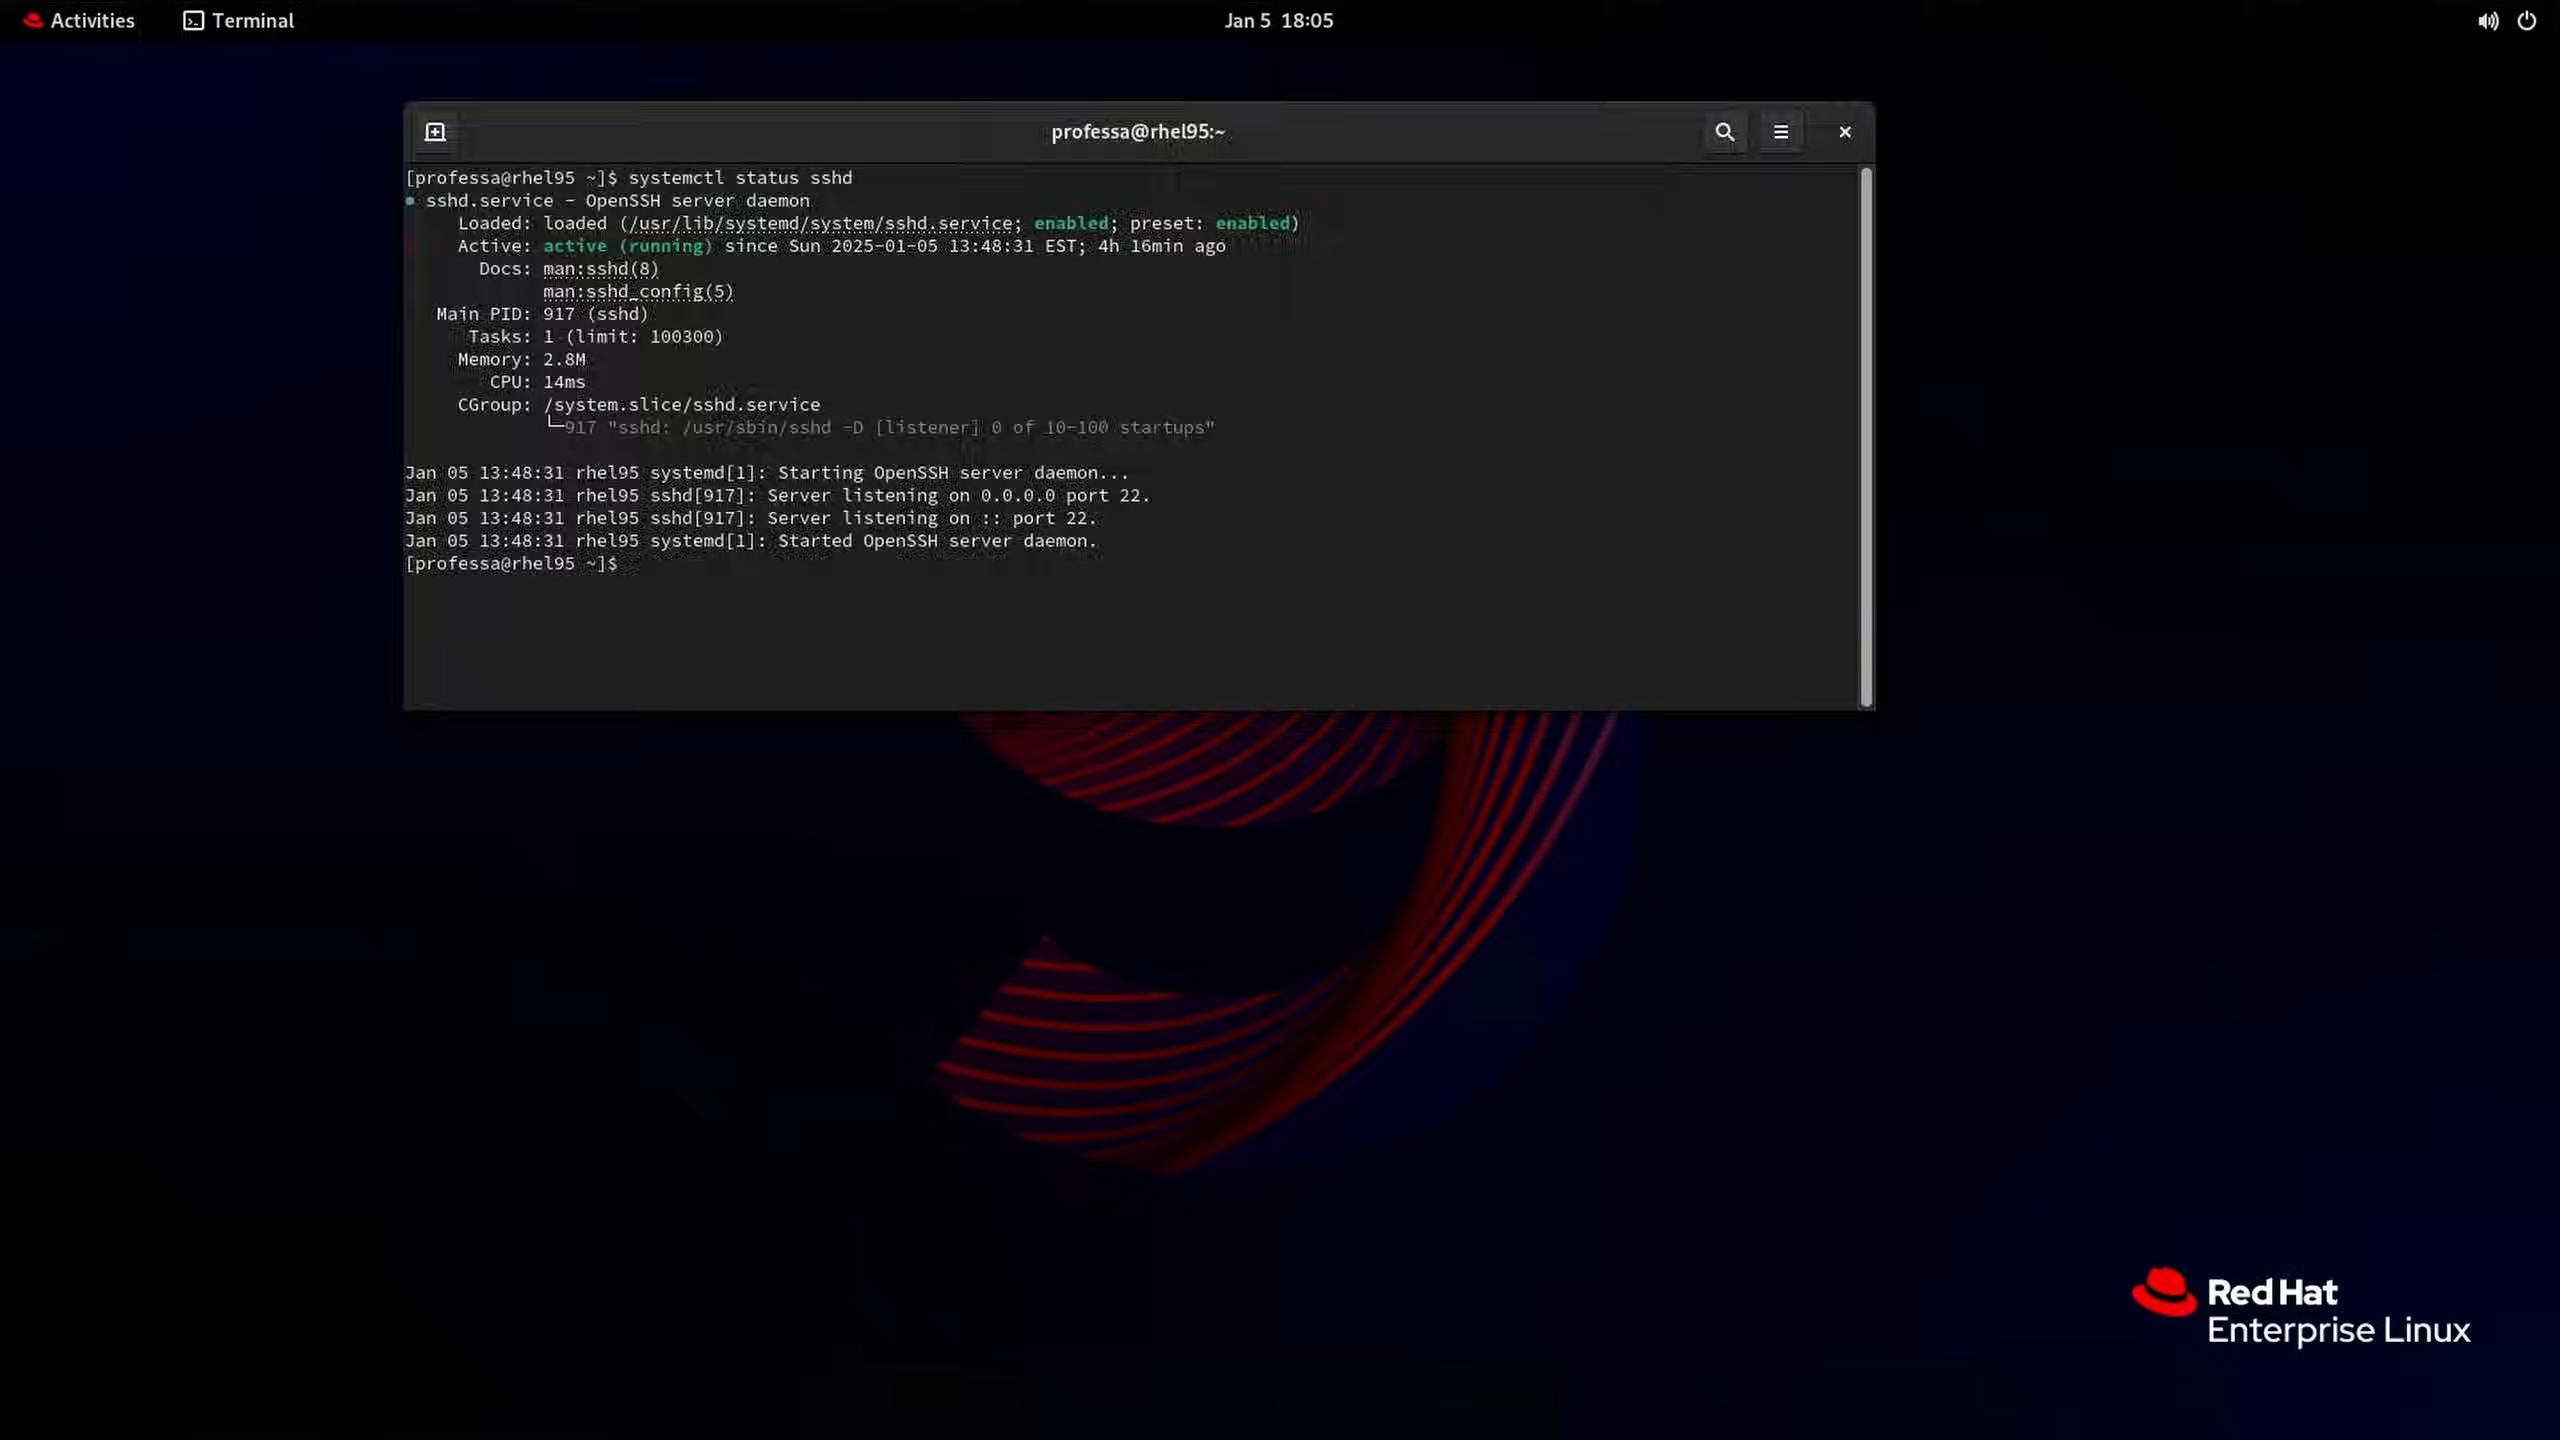 Activities Terminal Jan 5 18:05
professa@rhel95:~
[professa@rhel95 ~]$ systemctl status sshd
● sshd.service - OpenSSH server daemon
Loaded: loaded (/usr/lib/systemd/system/sshd.service; enabled; preset: enabled)
Active: active (running) since Sun 2025-01-05 13:48:31 EST; 4h 16min ago
Docs: man:sshd(8)
man:sshd_config(5)
Main PID: 917 (sshd)
Tasks: 1 (limit: 100300)
Memory: 2.8M
CPU: 14ms
CGroup: /system.slice/sshd.service
└─917 "sshd: /usr/sbin/sshd -D [listener] 0 of 10-100 startups"
Jan 05 13:48:31 rhel95 systemd[1]: Starting OpenSSH server daemon...
Jan 05 13:48:31 rhel95 sshd[917]: Server listening on 0.0.0.0 port 22.
Jan 05 13:48:31 rhel95 sshd[917]: Server listening on :: port 22.
Jan 05 13:48:31 rhel95 systemd[1]: Started OpenSSH server daemon.
[professa@rhel95 ~]$
Red Hat
Enterprise Linux